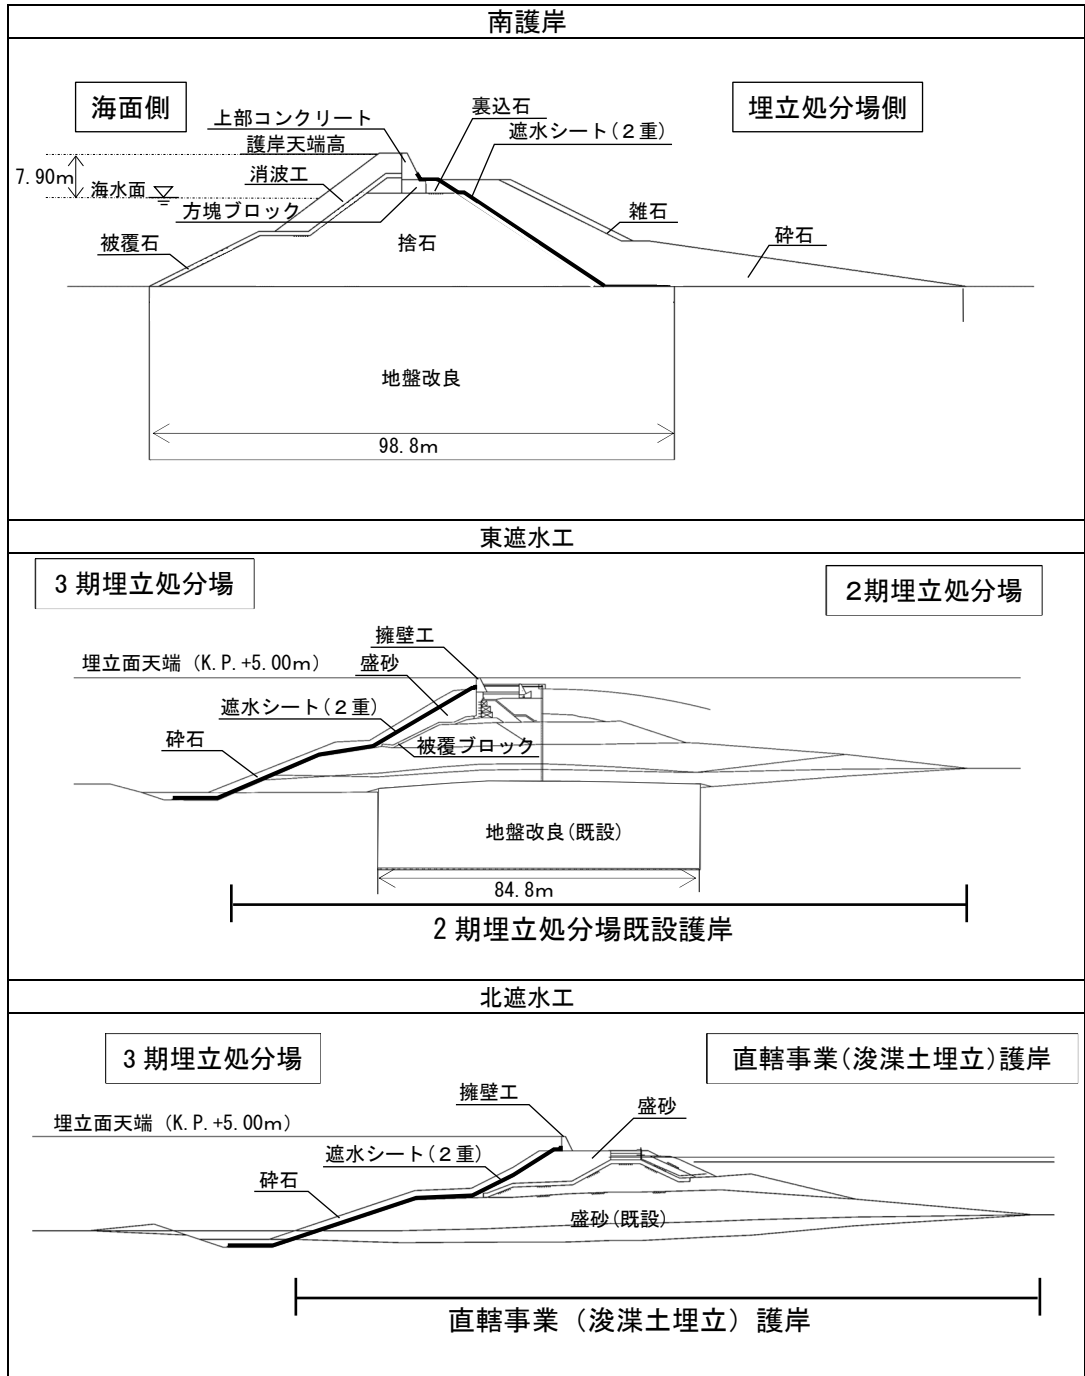 南護岸
海面側
埋立処分場側
裏込石
上部コンクリート
遮水シート(２重)
護岸天端高
7.90m
消波工
海水面
方塊ブロック
雑石
被覆石
捨石
砕石
地盤改良
98.8m
東遮水工
3期埋立処分場
２期埋立処分場
擁壁工
埋立面天端 (K.P.+5.00m)
盛砂
遮水シート(２重)
砕石
被覆ブロック
地盤改良(既設)
84.8m
2期埋立処分場既設護岸
北遮水工
3期埋立処分場
直轄事業(浚渫土埋立)護岸
擁壁工
盛砂
埋立面天端 (K.P.+5.00m)
遮水シート(２重)
砕石
盛砂(既設)
直轄事業（浚渫土埋立）護岸